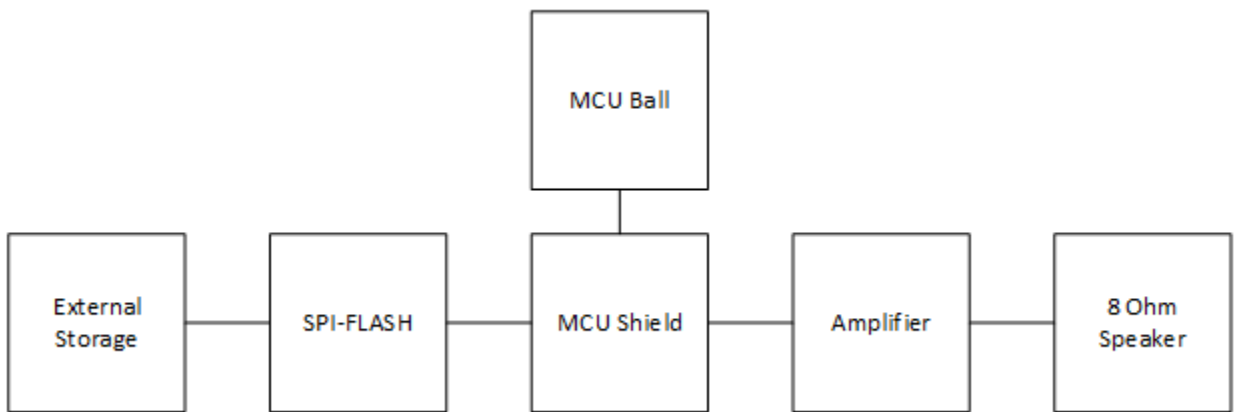 MCU Ball
External
Storage
SPI-FLASH
MCU Shield
Amplifier
8 Ohm
Speaker